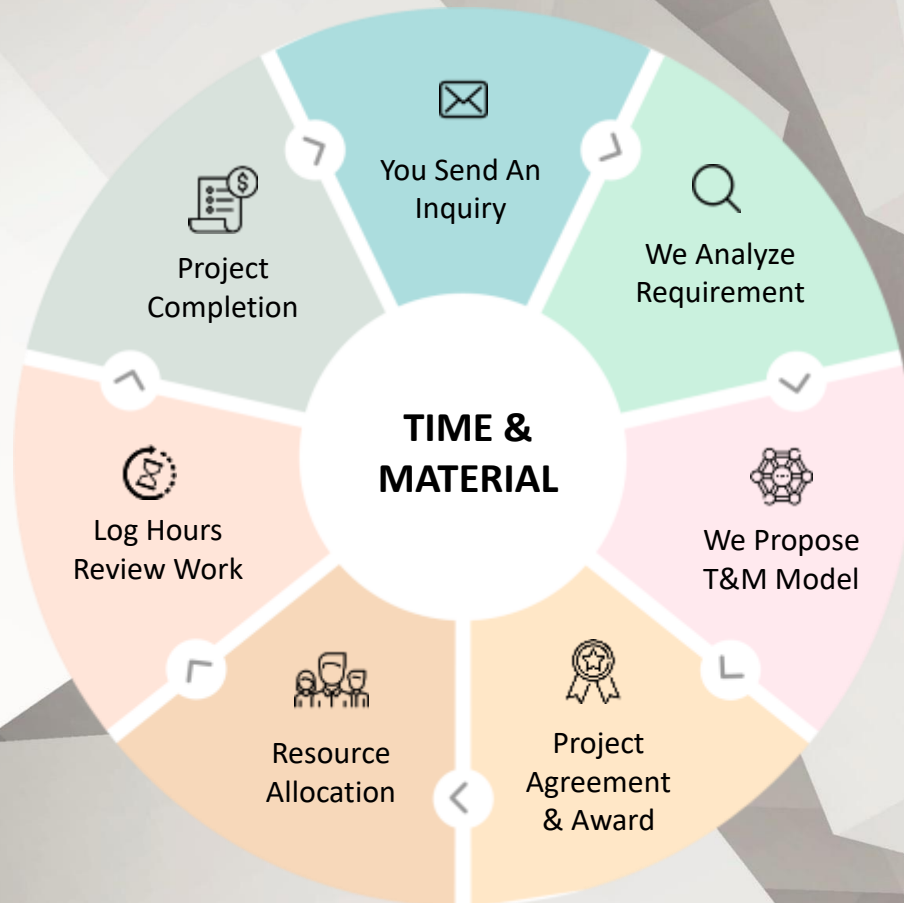 You Send An
Inquiry
We Analyze
Requirement
We Propose
T&M Model
Project
Agreement
& Award
Resource
Allocation
Log Hours
Review Work
Project
Completion
TIME &
MATERIAL